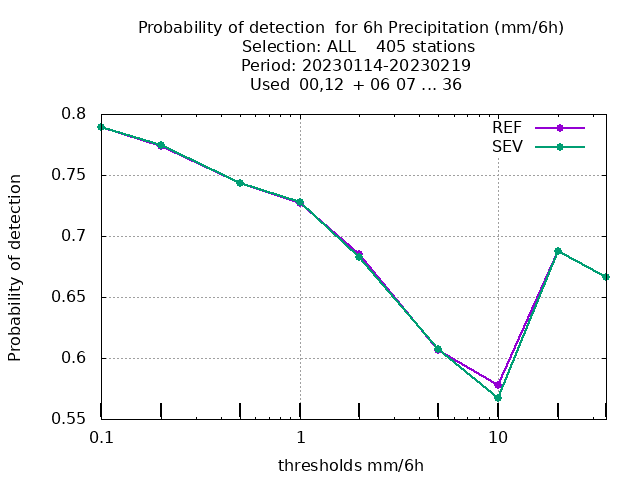 Probability of detection  for 6h Precipitation (mm/6h)
Selection: ALL    405 stations
Period: 20230114-20230219
Used  00,12  + 06 07 ... 36
REF
SEV
0.8
0.75
0.7
0.65
0.6
0.55
Probability of detection
0.1
1
10
thresholds mm/6h